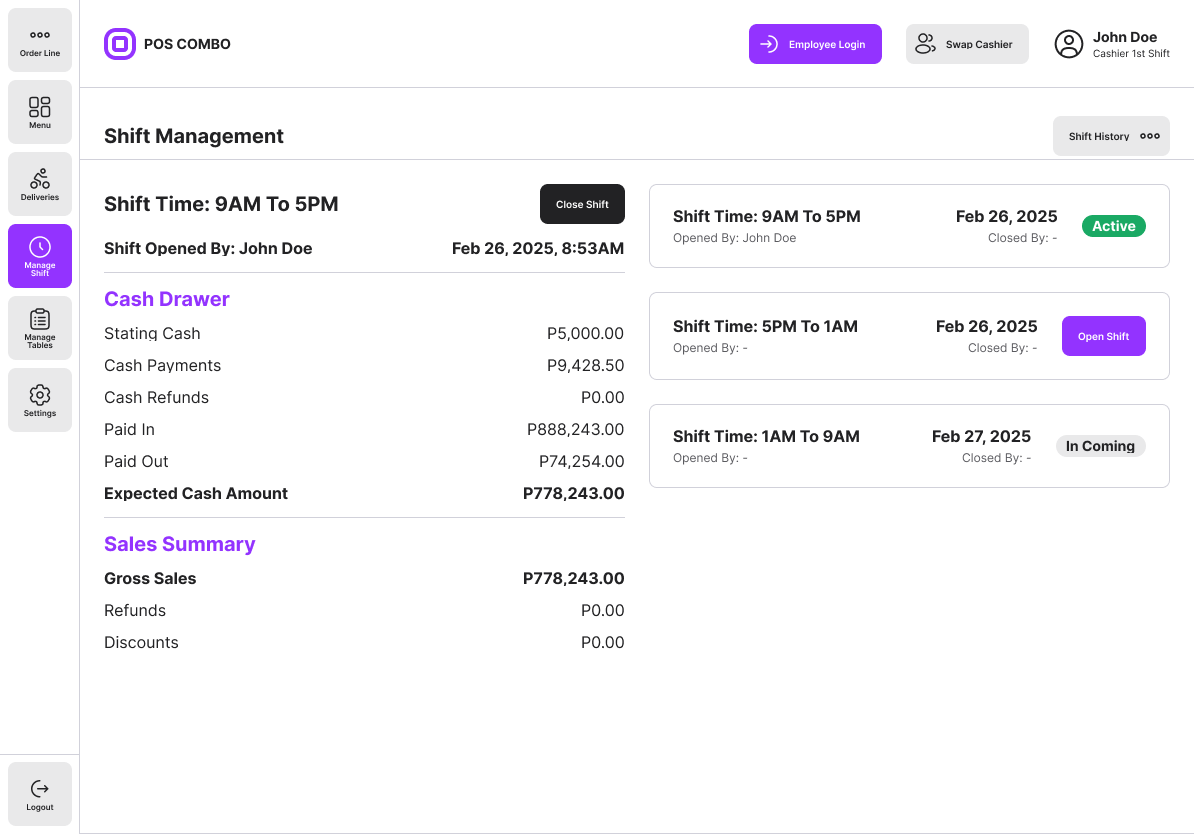 Order Line
Menu
Deliveries
Manage
Shift
Manage
Tables
Settings
Logout
POS COMBO
Employee Login
Swap Cashier
John Doe
Cashier 1st Shift
Shift Management
Shift History
Shift Time: 9AM To 5PM
Close Shift
Shift Opened By: John Doe
Feb 26, 2025, 8:53AM
Cash Drawer
Stating Cash
P5,000.00
Cash Payments
P9,428.50
Cash Refunds
P0.00
Paid In
P888,243.00
Paid Out
P74,254.00
Expected Cash Amount
P778,243.00
Sales Summary
Gross Sales
P778,243.00
Refunds
P0.00
Discounts
P0.00
Shift Time: 9AM To 5PM
Feb 26, 2025
Opened By: John Doe
Closed By: -
Active
Shift Time: 5PM To 1AM
Feb 26, 2025
Opened By: -
Closed By: -
Open Shift
Shift Time: 1AM To 9AM
Feb 27, 2025
Opened By: -
Closed By: -
In Coming